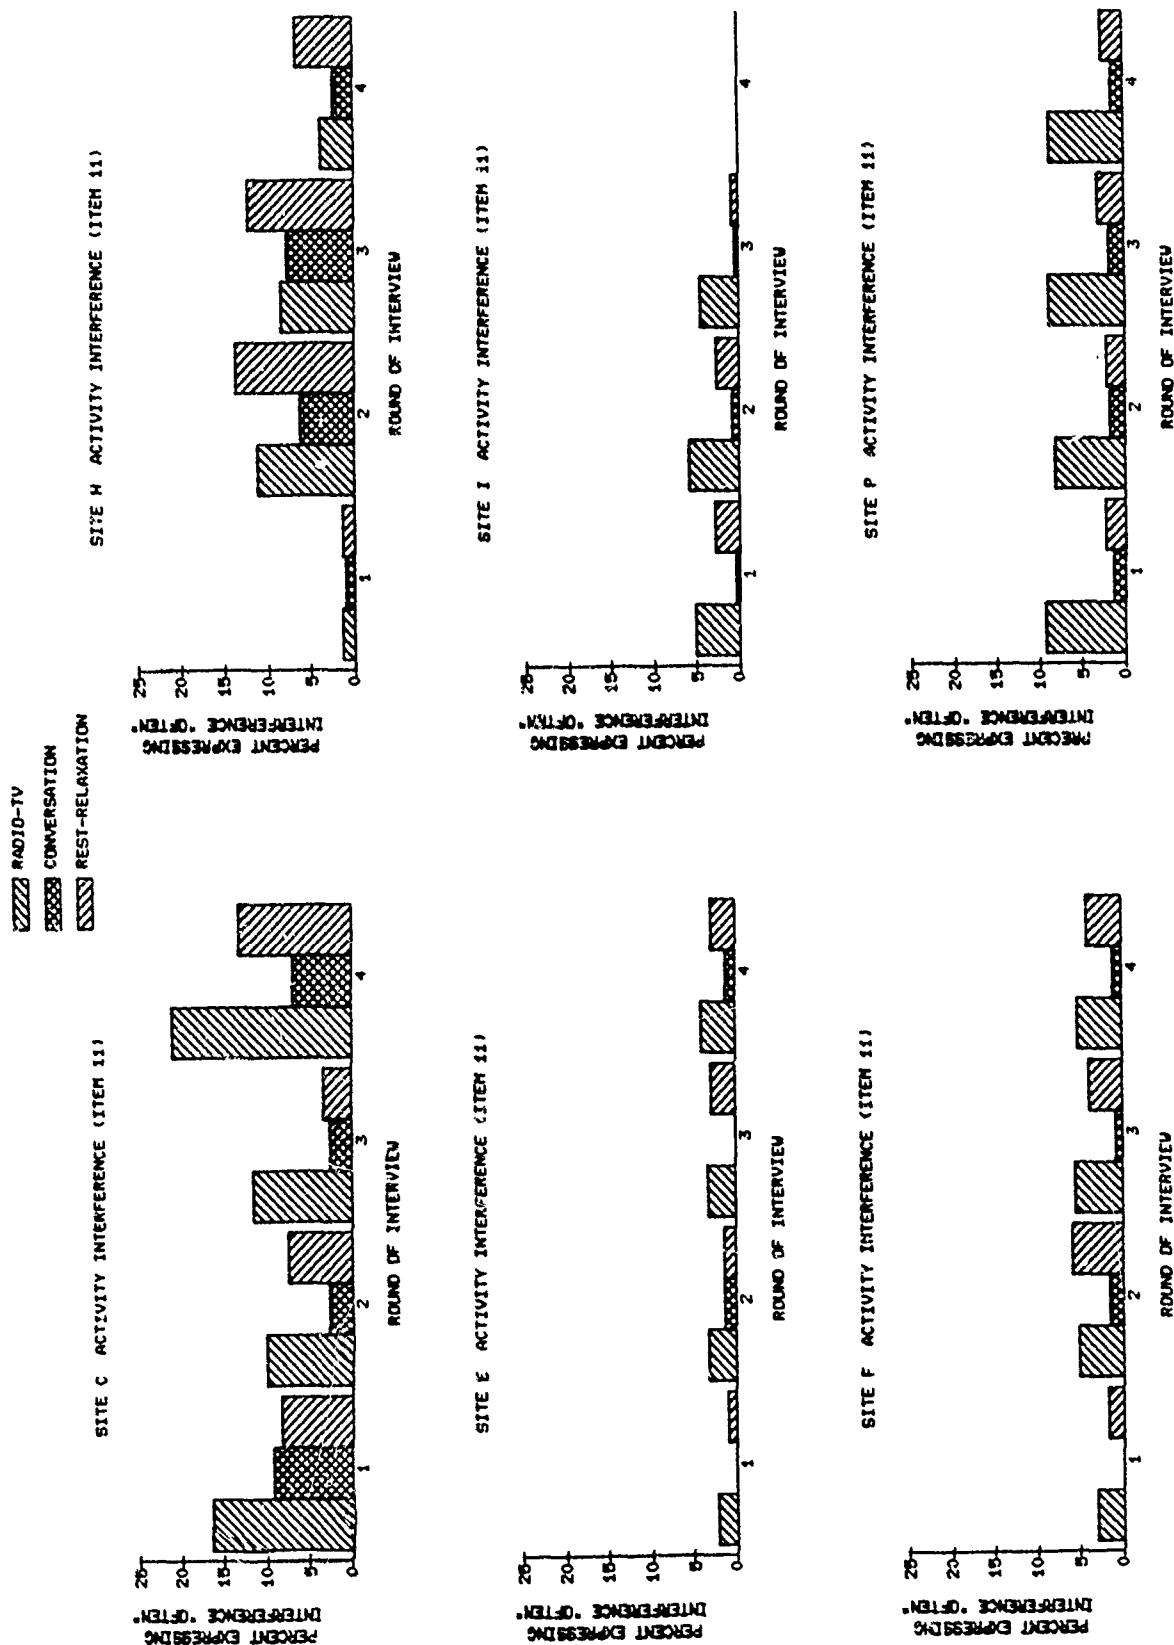 RADIO-TV
CONVERSATION
REST-RELAXATION
SITE C ACTIVITY INTERFERENCE (ITEM 11)
PERCENT EXPRESSING
INTERFERENCE "OFTEN"
25
20
15
10
5
0
1 2 3 4
ROUND OF INTERVIEW
SITE H ACTIVITY INTERFERENCE (ITEM 11)
PERCENT EXPRESSING
INTERFERENCE "OFTEN"
25
20
15
10
5
0
1 2 3 4
ROUND OF INTERVIEW
SITE E ACTIVITY INTERFERENCE (ITEM 11)
PERCENT EXPRESSING
INTERFERENCE "OFTEN"
25
20
15
10
5
0
1 2 3 4
ROUND OF INTERVIEW
SITE I ACTIVITY INTERFERENCE (ITEM 11)
PERCENT EXPRESSING
INTERFERENCE "OFTEN"
25
20
15
10
5
0
1 2 3 4
ROUND OF INTERVIEW
SITE F ACTIVITY INTERFERENCE (ITEM 11)
PERCENT EXPRESSING
INTERFERENCE "OFTEN"
25
20
15
10
5
0
1 2 3 4
ROUND OF INTERVIEW
SITE P ACTIVITY INTERFERENCE (ITEM 11)
PRECENT EXPRESSING
INTERFERENCE "OFTEN"
25
20
15
10
5
0
1 2 3 4
ROUND OF INTERVIEW